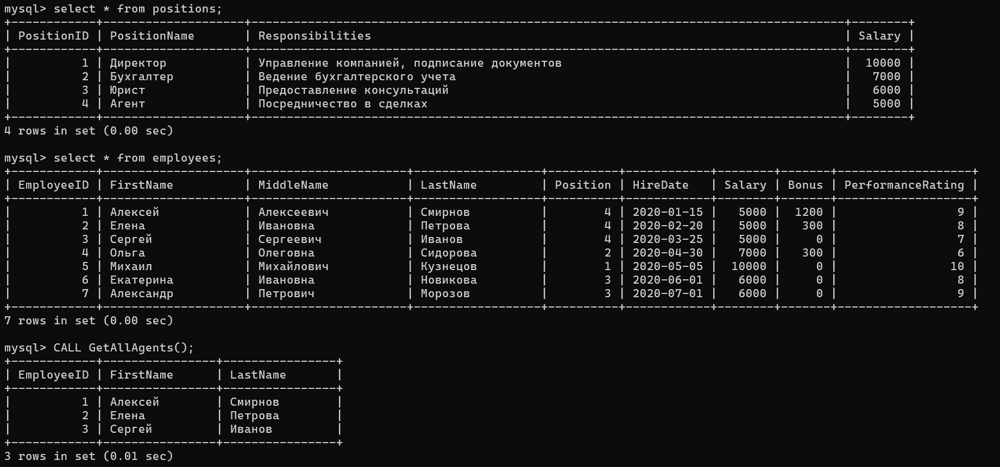 mysql> select * from positions;
+------------+--------------------+------------------------------------------------------------------------------------+--------+
| PositionID | PositionName       | Responsibilities                                                                   | Salary |
+------------+--------------------+------------------------------------------------------------------------------------+--------+
|          1 | Директор           | Управление компанией, подписание документов                                        |  10000 |
|          2 | Бухгалтер          | Ведение бухгалтерского учета                                                       |   7000 |
|          3 | Юрист              | Предоставление консультаций                                                        |   6000 |
|          4 | Агент              | Посредничество в сделках                                                           |   5000 |
+------------+--------------------+------------------------------------------------------------------------------------+--------+
4 rows in set (0.00 sec)

mysql> select * from employees;
+------------+--------------------+----------------------+------------------+----------+------------+--------+-------+-------------------+
| EmployeeID | FirstName          | MiddleName           | LastName         | Position | HireDate   | Salary | Bonus | PerformanceRating |
+------------+--------------------+----------------------+------------------+----------+------------+--------+-------+-------------------+
|          1 | Алексей            | Алексеевич           | Смирнов          |        4 | 2020-01-15 |   5000 |  1200 |                 9 |
|          2 | Елена              | Ивановна             | Петрова          |        4 | 2020-02-20 |   5000 |   300 |                 8 |
|          3 | Сергей             | Сергеевич            | Иванов           |        4 | 2020-03-25 |   5000 |     0 |                 7 |
|          4 | Ольга              | Олеговна             | Сидорова         |        2 | 2020-04-30 |   7000 |   300 |                 6 |
|          5 | Михаил             | Михайлович           | Кузнецов         |        1 | 2020-05-05 |  10000 |     0 |                10 |
|          6 | Екатерина          | Ивановна             | Новикова         |        3 | 2020-06-01 |   6000 |     0 |                 8 |
|          7 | Александр          | Петрович             | Морозов          |        3 | 2020-07-01 |   6000 |     0 |                 9 |
+------------+--------------------+----------------------+------------------+----------+------------+--------+-------+-------------------+
7 rows in set (0.00 sec)

mysql> CALL GetAllAgents();
+------------+----------------+----------------+
| EmployeeID | FirstName      | LastName       |
+------------+----------------+----------------+
|          1 | Алексей        | Смирнов        |
|          2 | Елена          | Петрова        |
|          3 | Сергей         | Иванов         |
+------------+----------------+----------------+
3 rows in set (0.01 sec)